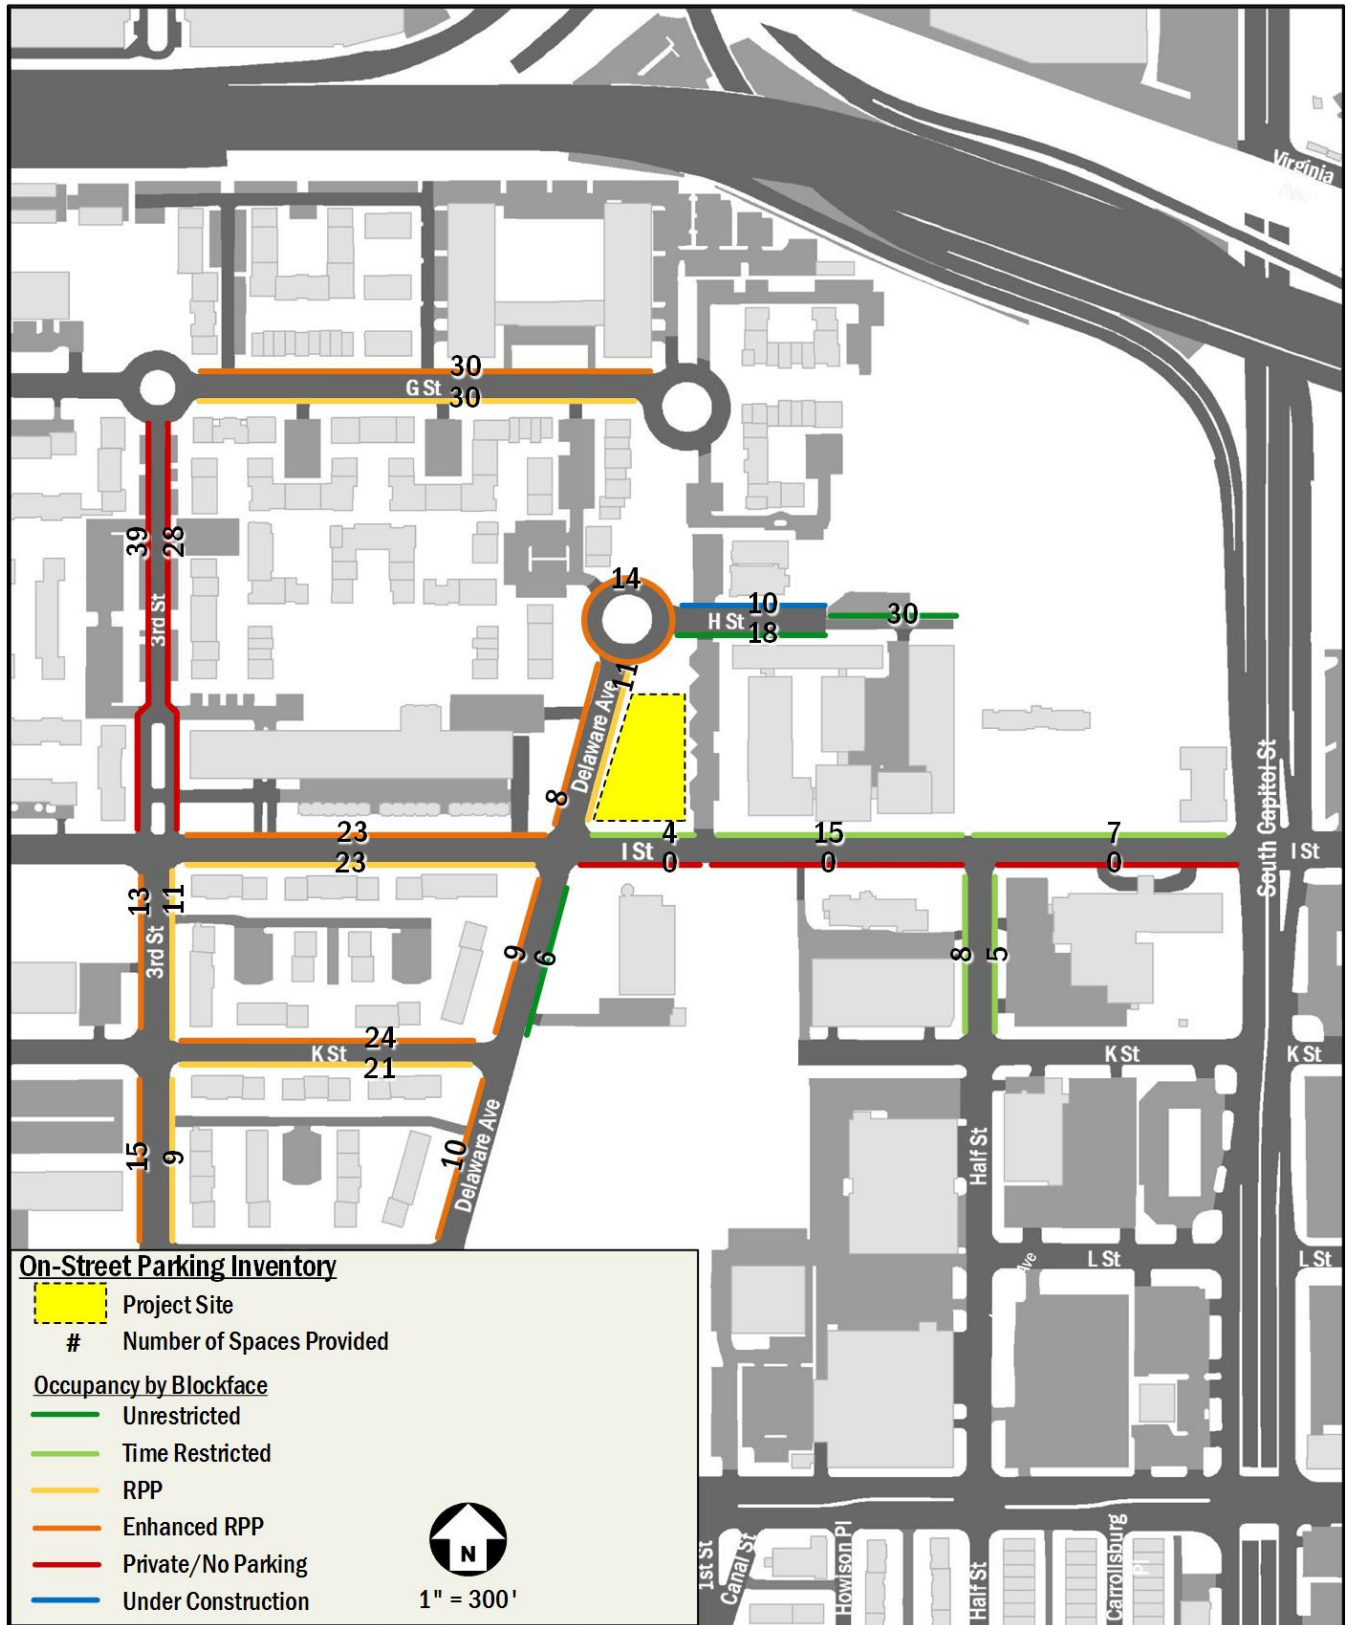 Virginia
Ave
30
G St
30
39
28
3rd St
14
10
H St
18
30
11
Delaware Ave
8
23
23
4
I St
0
15
0
7
0
South Capitol St
I St
13
11
3rd St
9
6
8
5
24
K St
21
K St
K St
15
9
10
Delaware Ave
Half St
Ave
L St
L St
On-Street Parking Inventory
Project Site
# Number of Spaces Provided
Occupancy by Blockface
Unrestricted
Time Restricted
RPP
Enhanced RPP
Private/No Parking
Under Construction
N
1" = 300'
1st St
Canal St
Howison Pl
Half St
Carrollsburg
Pl